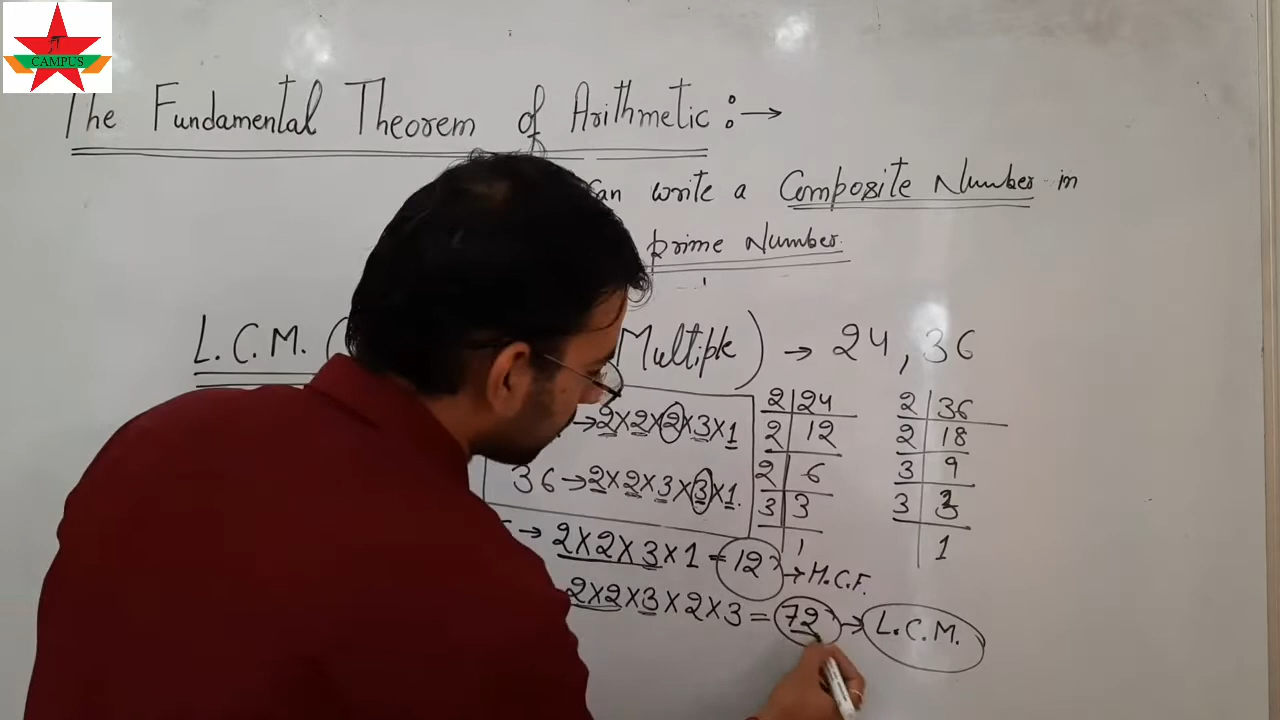 π
CAMPUS
The Fundamental Theorem of Arithmetic :→
can write a Composite Number in
prime Number.
L.C.M. ( Multiple) → 24, 36
→ 2×2×2×3×1
36 → 2×2×3×3×1.
→ 2×2×3×1 = 12 → H.C.F.
2×2×3×2×3 = 72 → L.C.M.
2 | 24
2 | 12
2 | 6
3 | 3
1
2 | 36
2 | 18
3 | 9
3 | 3
1